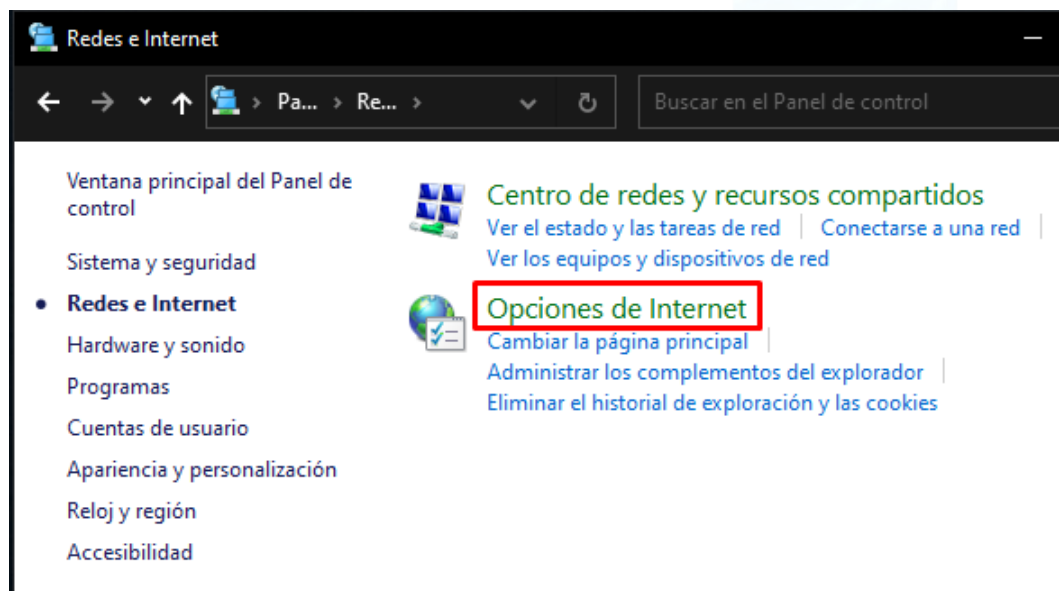 Redes e Internet
Pa... Re...
Buscar en el Panel de control
Ventana principal del Panel de
control
Sistema y seguridad
Redes e Internet
Hardware y sonido
Programas
Cuentas de usuario
Apariencia y personalización
Reloj y región
Accesibilidad
Centro de redes y recursos compartidos
Ver el estado y las tareas de red Conectarse a una red
Ver los equipos y dispositivos de red
Opciones de Internet
Cambiar la página principal
Administrar los complementos del explorador
Eliminar el historial de exploración y las cookies